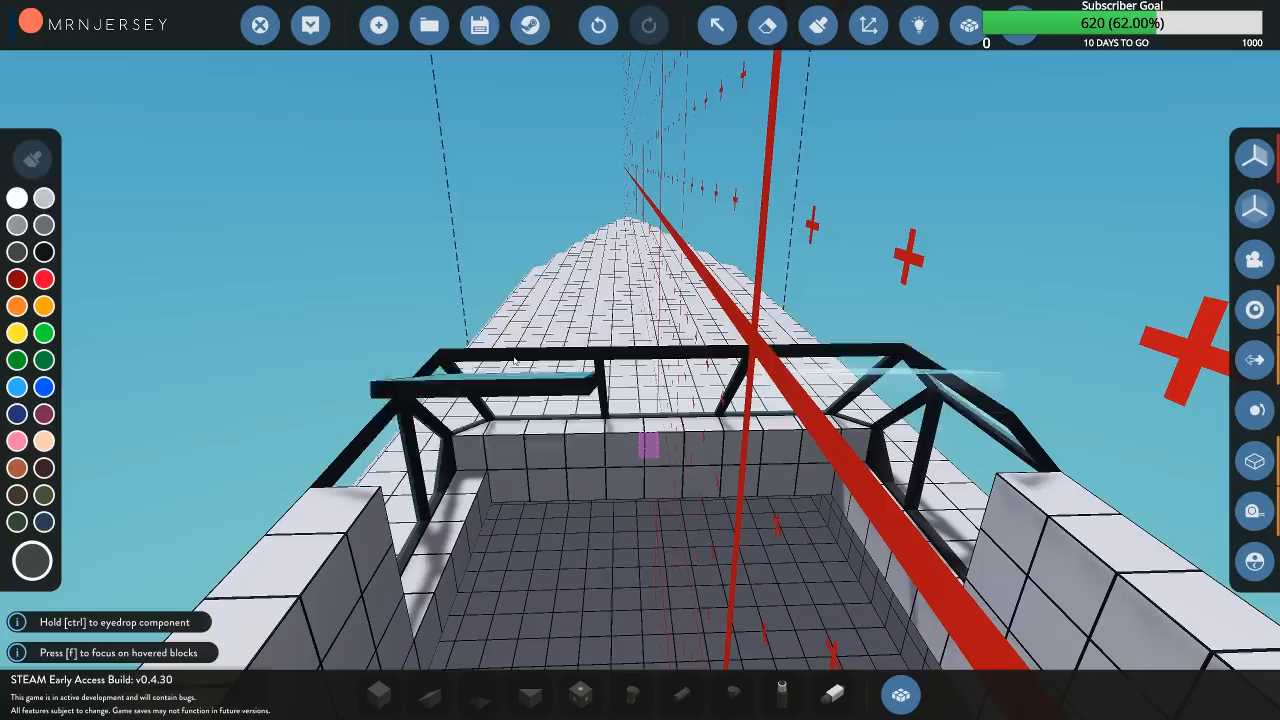 MRNJERSEY
Subscriber Goal
620 (62.00%)
0
10 DAYS TO GO
1000
Hold [ctrl] to eyedrop component
Press [f] to focus on hovered blocks
STEAM Early Access Build: v0.4.30
This game is in active development and will contain bugs.
All features subject to change. Game saves may not function in future versions.